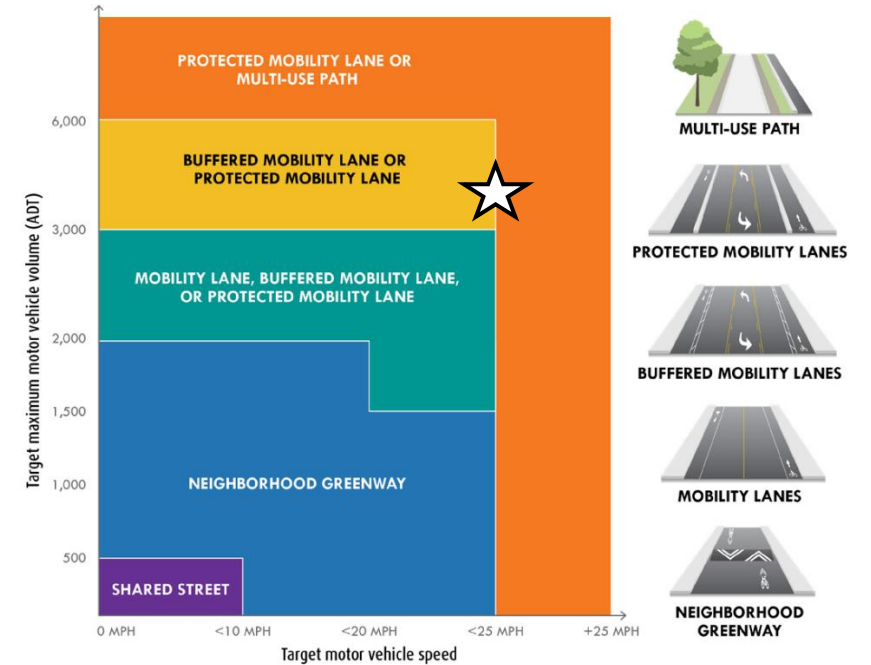 Target maximum motor vehicle volume (ADT)
6,000
3,000
2,000
1,500
1,000
500
PROTECTED MOBILITY LANE OR
MULTI-USE PATH
BUFFERED MOBILITY LANE OR
PROTECTED MOBILITY LANE
MOBILITY LANE, BUFFERED MOBILITY LANE,
OR PROTECTED MOBILITY LANE
NEIGHBORHOOD GREENWAY
SHARED STREET
0 MPH
<10 MPH
<20 MPH
<25 MPH
+25 MPH
Target motor vehicle speed
MULTI-USE PATH
PROTECTED MOBILITY LANES
BUFFERED MOBILITY LANES
MOBILITY LANES
NEIGHBORHOOD
GREENWAY